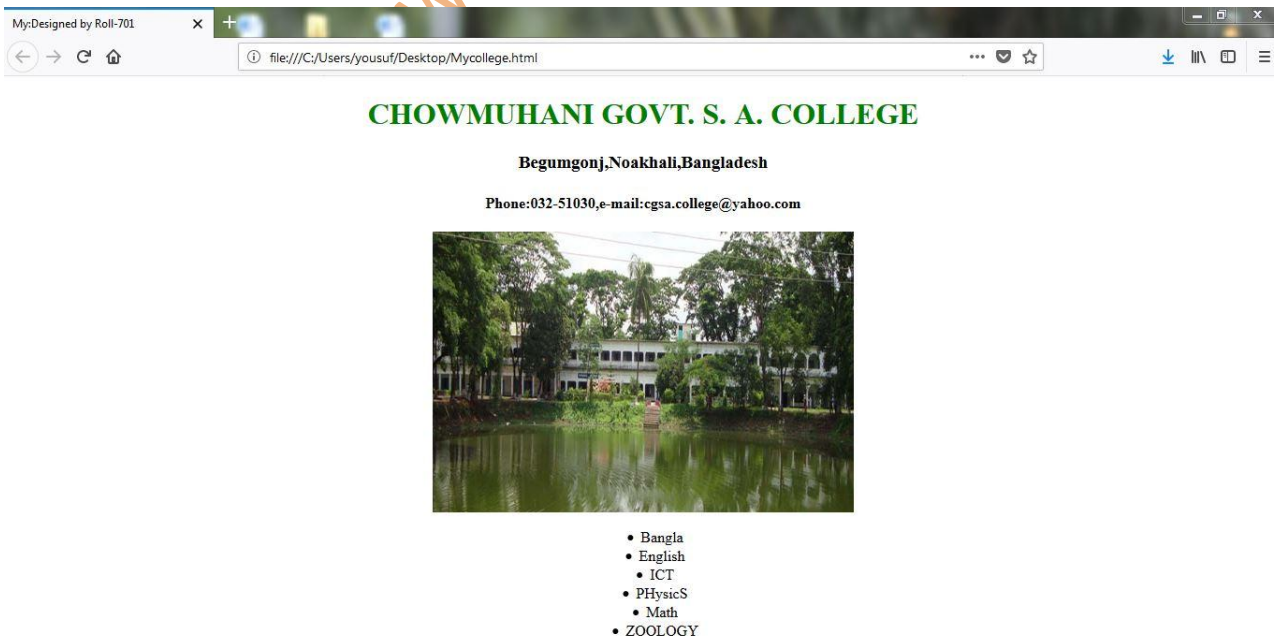 My:Designed by Roll-701
file:///C:/Users/yousuf/Desktop/Mycollege.html
CHOWMUHANI GOVT. S. A. COLLEGE
Begumgonj,Noakhali,Bangladesh
Phone:032-51030,e-mail:cgsa.college@yahoo.com
• Bangla
• English
• ICT
• PHysicS
• Math
• ZOOLOGY